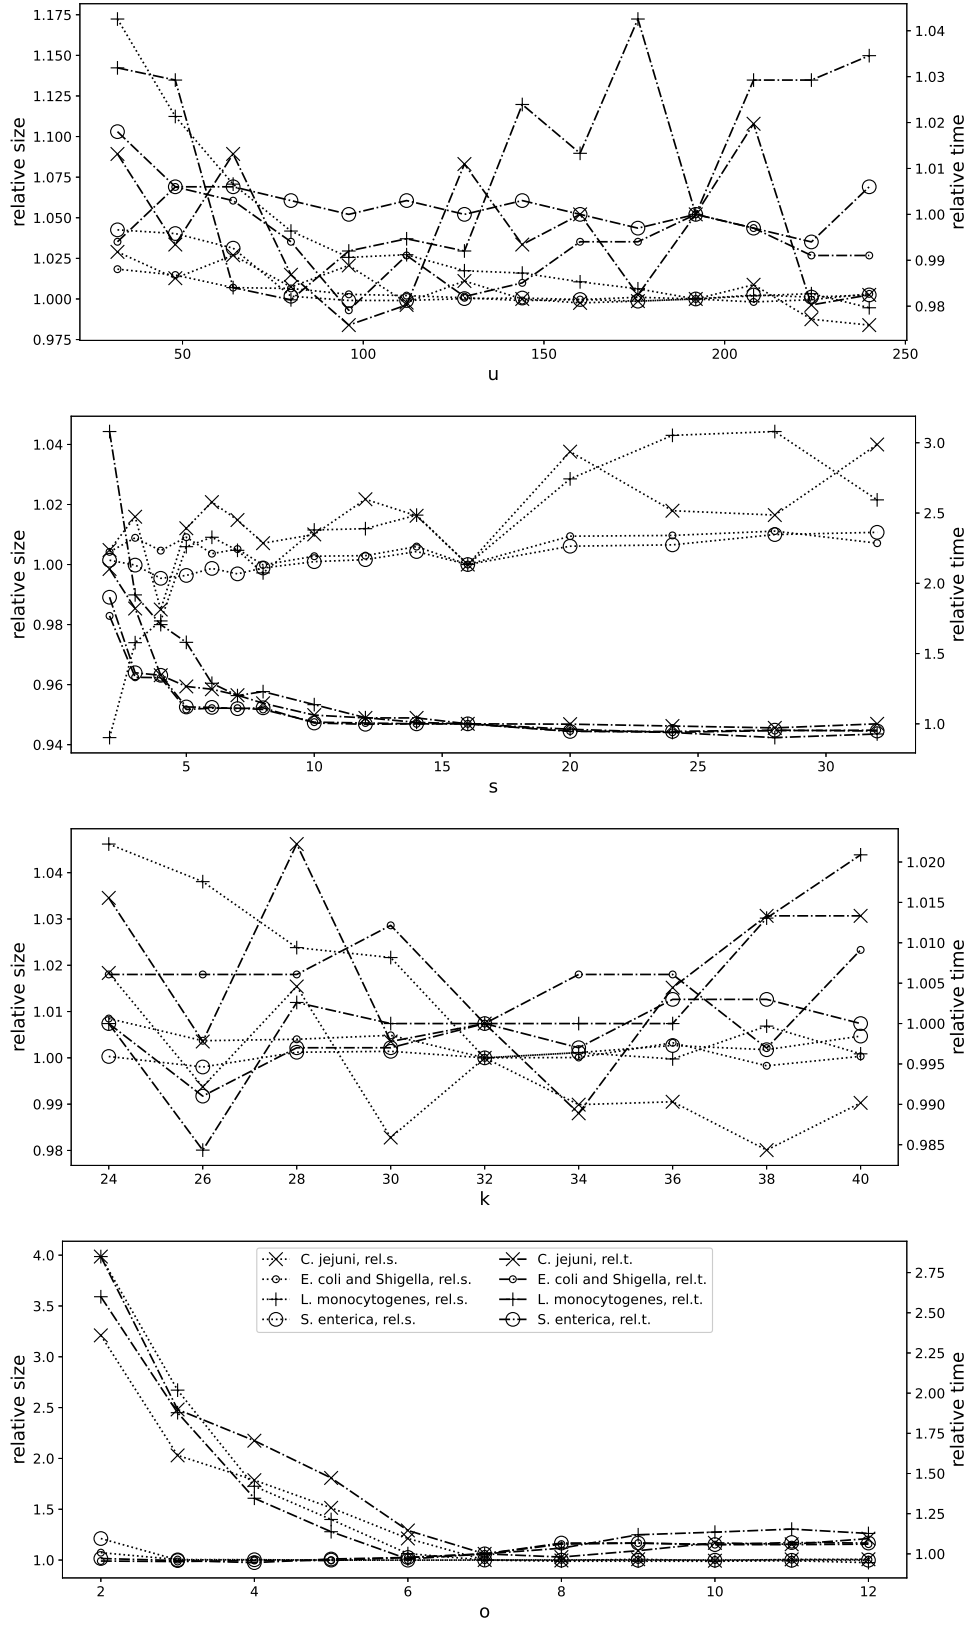 1.175
1.150
1.125
1.100
1.075
1.050
1.025
1.000
0.975
relative size
1.04
1.03
1.02
1.01
1.00
0.99
0.98
relative time
50 100 150 200 250
u
1.04
1.02
1.00
0.98
0.96
0.94
relative size
3.0
2.5
2.0
1.5
1.0
relative time
5 10 15 20 25 30
s
1.04
1.03
1.02
1.01
1.00
0.99
0.98
relative size
1.020
1.015
1.010
1.005
1.000
0.995
0.990
0.985
relative time
24 26 28 30 32 34 36 38 40
k
4.0
3.5
3.0
2.5
2.0
1.5
1.0
relative size
C. jejuni, rel.s.
E. coli and Shigella, rel.s.
L. monocytogenes, rel.s.
S. enterica, rel.s.
C. jejuni, rel.t.
E. coli and Shigella, rel.t.
L. monocytogenes, rel.t.
S. enterica, rel.t.
2.75
2.50
2.25
2.00
1.75
1.50
1.25
1.00
relative time
2 4 6 8 10 12
o